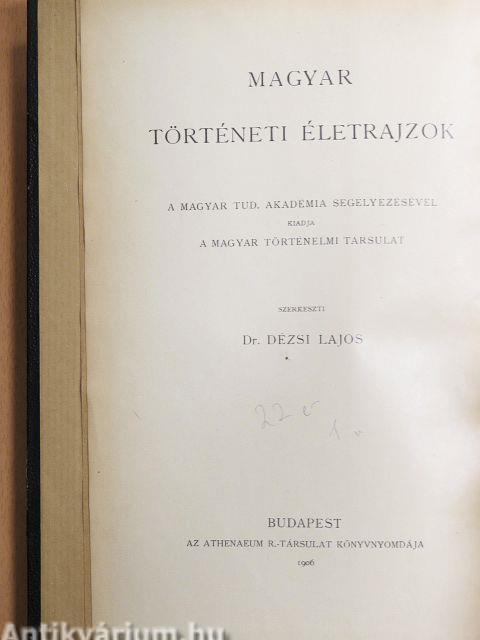 MAGYAR
TÖRTÉNETI ÉLETRAJZOK
A MAGYAR TUD. AKADÉMIA SEGÉLYEZÉSÉVEL
KIADJA
A MAGYAR TÖRTÉNELMI TÁRSULAT
SZERKESZTI
Dr. DÉZSI LAJOS
BUDAPEST
AZ ATHENAEUM R.-TÁRSULAT KÖNYVNYOMDÁJA
1906
Antikvárium.hu